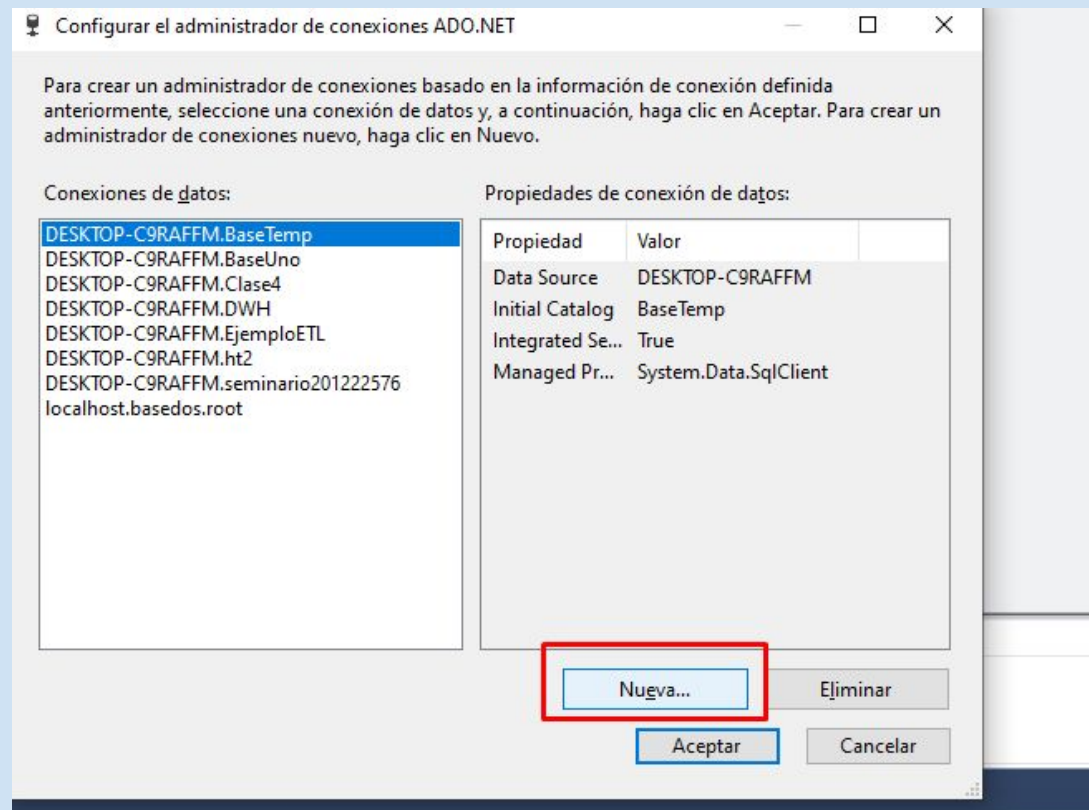 Configurar el administrador de conexiones ADO.NET
Para crear un administrador de conexiones basado en la información de conexión definida
anteriormente, seleccione una conexión de datos y, a continuación, haga clic en Aceptar. Para crear un
administrador de conexiones nuevo, haga clic en Nuevo.
Conexiones de datos:
DESKTOP-C9RAFFM.BaseTemp
DESKTOP-C9RAFFM.BaseUno
DESKTOP-C9RAFFM.Clase4
DESKTOP-C9RAFFM.DWH
DESKTOP-C9RAFFM.EjemploETL
DESKTOP-C9RAFFM.ht2
DESKTOP-C9RAFFM.seminario201222576
localhost.basedos.root
Propiedades de conexión de datos:
Propiedad Valor
Data Source DESKTOP-C9RAFFM
Initial Catalog BaseTemp
Integrated Se... True
Managed Pr... System.Data.SqlClient
Nueva... Eliminar
Aceptar Cancelar